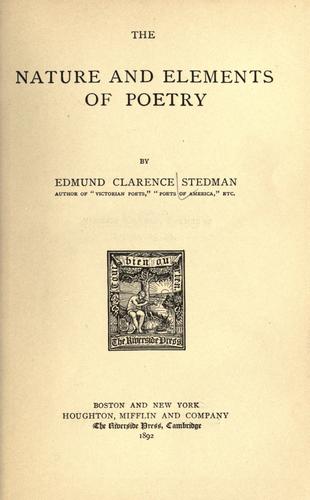 THE
NATURE AND ELEMENTS
OF POETRY
BY
EDMUND CLARENCE STEDMAN
AUTHOR OF "VICTORIAN POETS," "POETS OF AMERICA," ETC.
Tout bien ou rien
The Riverside Press
BOSTON AND NEW YORK
HOUGHTON, MIFFLIN AND COMPANY
The Riverside Press, Cambridge
1892